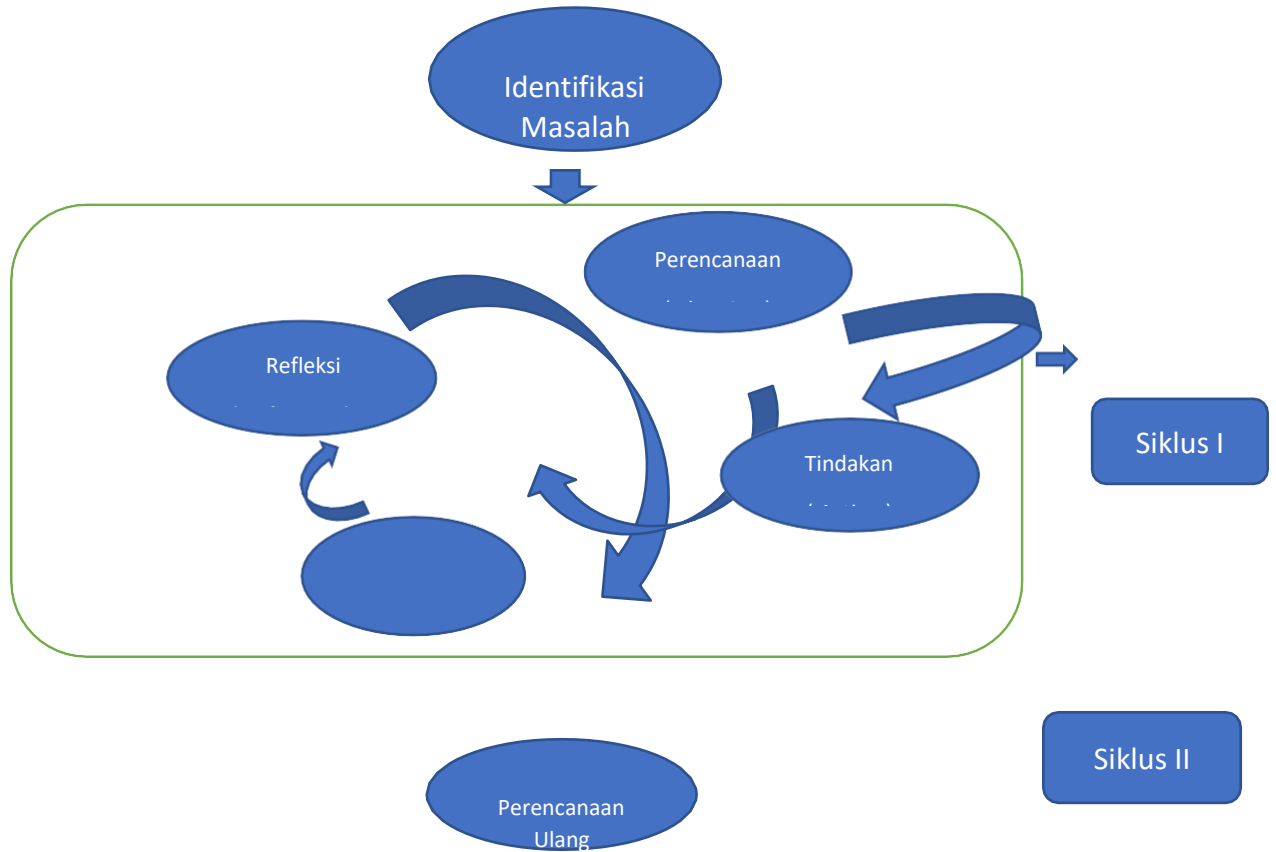 Identifikasi
Masalah
Perencanaan
Refleksi
Tindakan
Siklus I
Siklus II
Perencanaan
Ulang